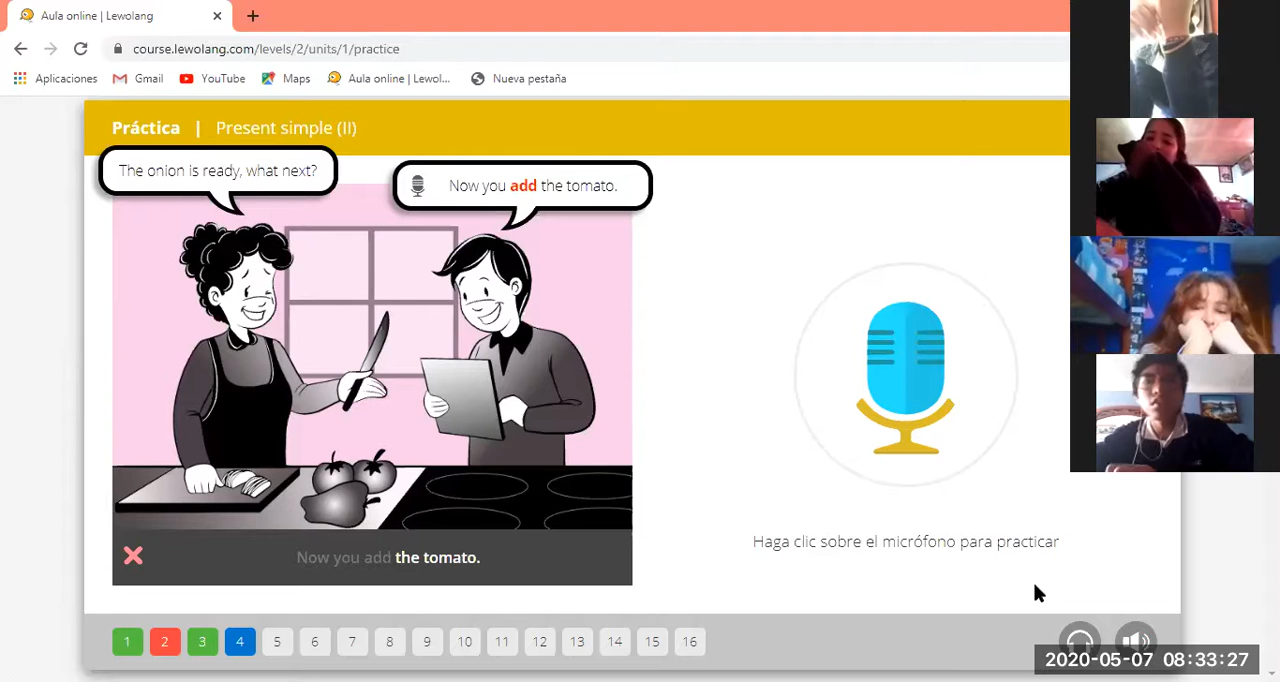 Aula online | Lewolang
course.lewolang.com/levels/2/units/1/practice
Aplicaciones Gmail YouTube Maps Aula online | Lewol... Nueva pestaña
Práctica | Present simple (II)
The onion is ready, what next?
Now you add the tomato.
Now you add the tomato.
Haga clic sobre el micrófono para practicar
1 2 3 4 5 6 7 8 9 10 11 12 13 14 15 16
2020-05-07 08:33:27